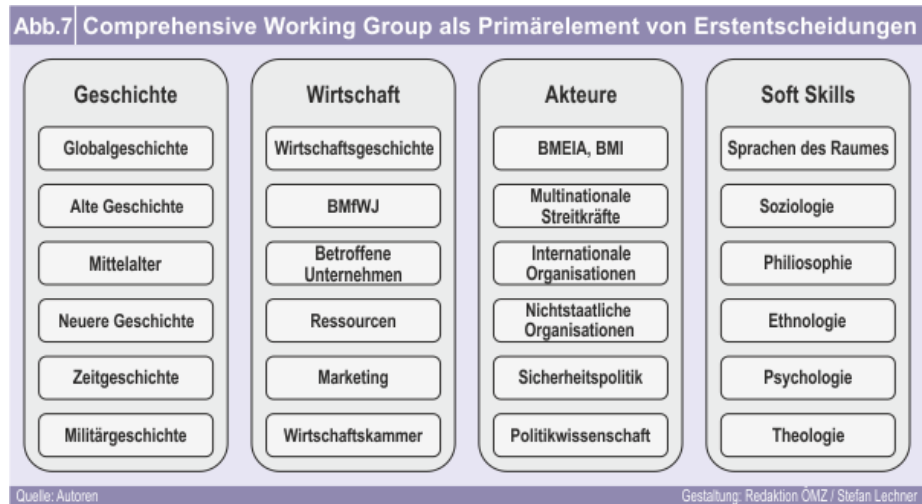 Abb.7 Comprehensive Working Group als Primärelement von Erstentscheidungen
Geschichte
Globalgeschichte
Alte Geschichte
Mittelalter
Neuere Geschichte
Zeitgeschichte
Militärgeschichte
Wirtschaft
Wirtschaftsgeschichte
BMfWJ
Betroffene
Unternehmen
Ressourcen
Marketing
Wirtschaftskammer
Akteure
BMEIA, BMI
Multinationale
Streitkräfte
Internationale
Organisationen
Nichtstaatliche
Organisationen
Sicherheitspolitik
Politikwissenschaft
Soft Skills
Sprachen des Raumes
Soziologie
Philiosophie
Ethnologie
Psychologie
Theologie
Quelle: Autoren
Gestaltung: Redaktion ÖMZ / Stefan Lechner